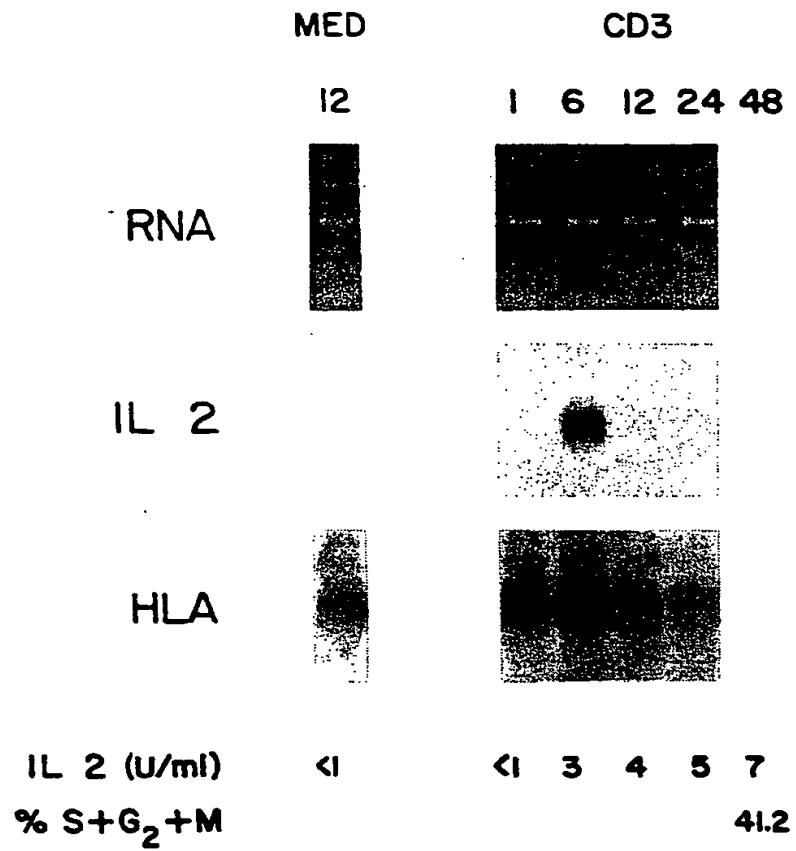 MED CD3
12 1 6 12 24 48
RNA
IL 2
HLA
IL 2 (U/ml) <1 <1 3 4 5 7
% S+G₂+M 41.2